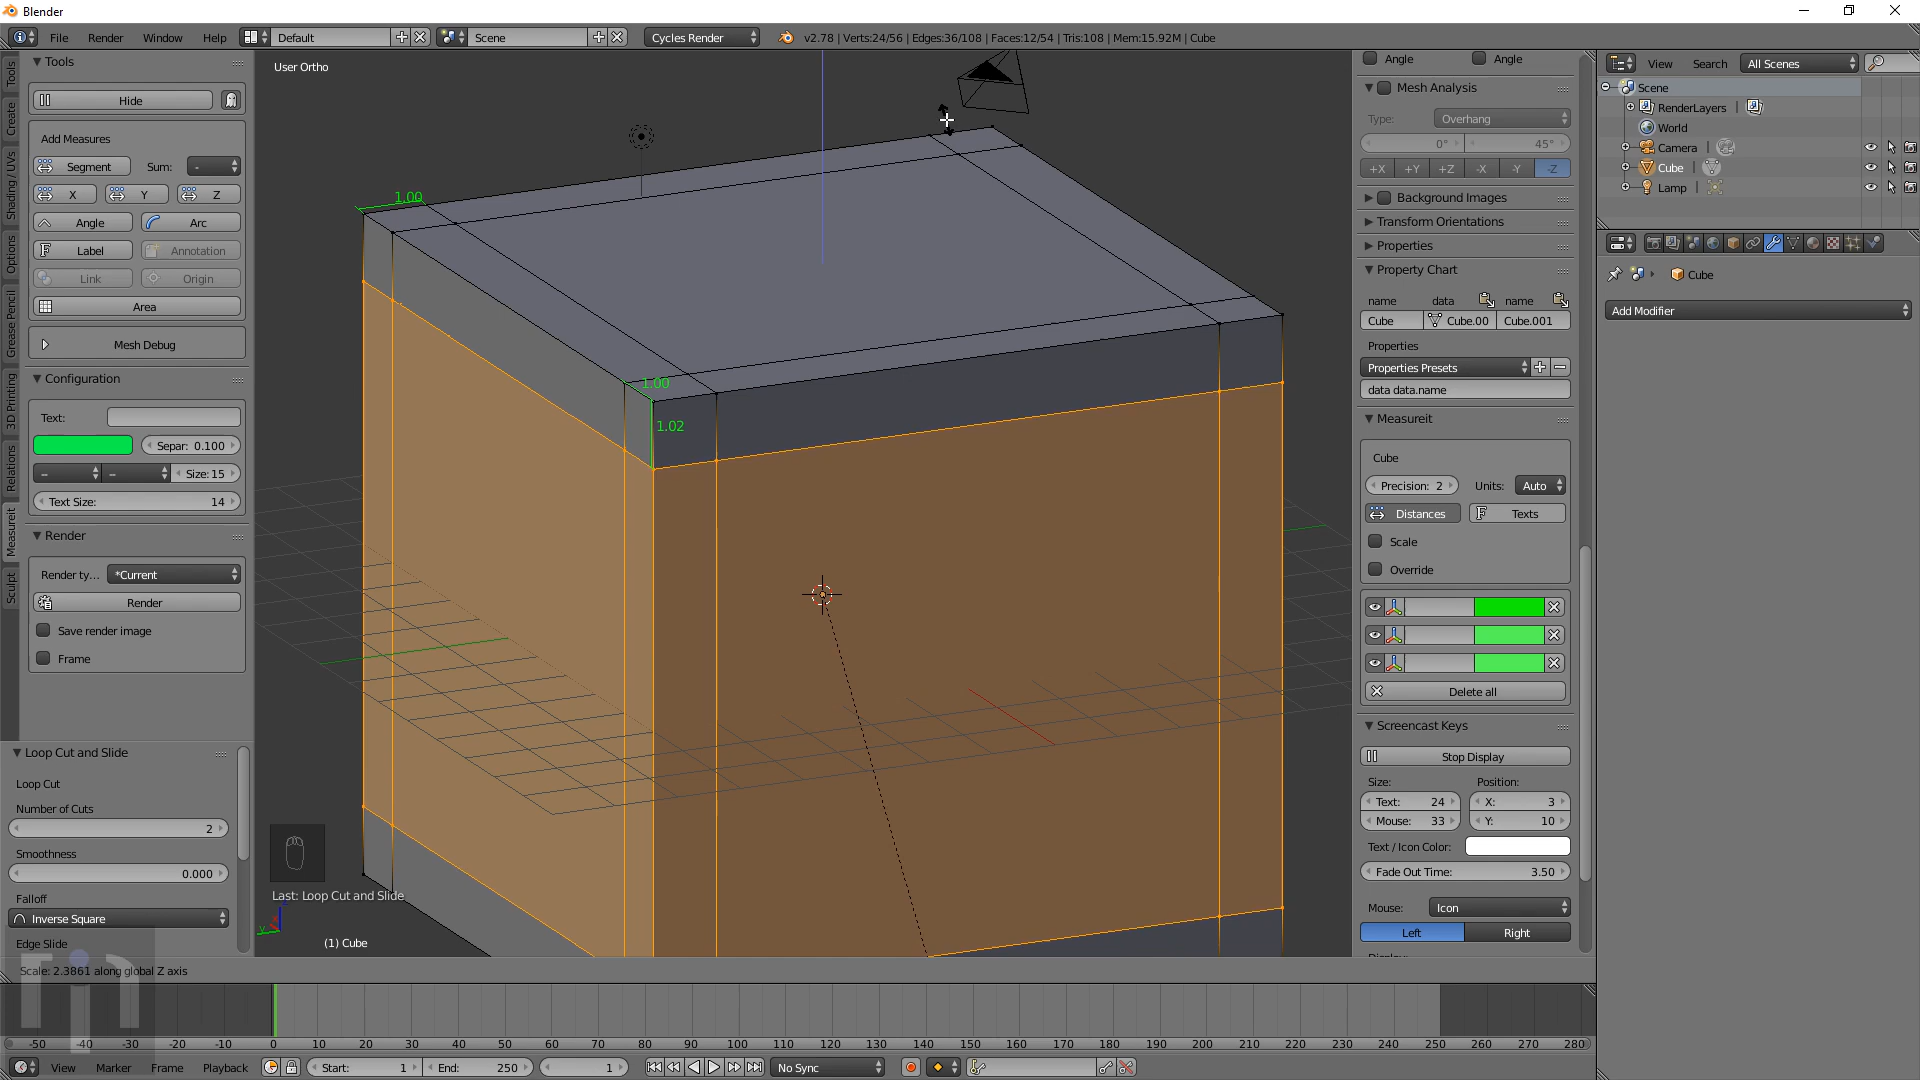 Blender
File Render Window Help Default Scene Cycles Render v2.78 | Verts:24/56 | Edges:36/108 | Faces:12/54 | Tris:108 | Mem:15.92M | Cube
Tools
Hide
Add Measures
Segment Sum: -
X Y Z
Angle Arc
Label Annotation
Link Origin
Area
Mesh Debug
Configuration
Text:
Separ: 0.100
-- -- Size: 15
Text Size: 14
Render
Render ty... *Current
Render
Save render image
Frame
Tools
Create
Shading / UVs
Options
Grease Pencil
3D Printing
Relations
Measureit
Sculpt
Loop Cut and Slide
Loop Cut
Number of Cuts
2
Smoothness
0.000
Falloff
Inverse Square
Edge Slide
User Ortho
1.00
1.00
1.02
Last: Loop Cut and Slide
(1) Cube
Scale: 2.3861 along global Z axis
Angle Angle
Mesh Analysis
Type: Overhang
0° 45°
+X +Y +Z -X -Y -Z
Background Images
Transform Orientations
Properties
Property Chart
name data name
Cube Cube.00 Cube.001
Properties
Properties Presets
data data.name
Measureit
Cube
Precision: 2 Units: Auto
Distances Texts
Scale
Override
Delete all
Screencast Keys
Stop Display
Size: Position:
Text: 24 X: 3
Mouse: 33 Y: 10
Text / Icon Color:
Fade Out Time: 3.50
Mouse: Icon
Left Right
View Search All Scenes
Scene
RenderLayers
World
Camera
Cube
Lamp
Cube
Add Modifier
-50 -40 -30 -20 -10 0 10 20 30 40 50 60 70 80 90 100 110 120 130 140 150 160 170 180 190 200 210 220 230 240 250 260 270 280
View Marker Frame Playback Start: 1 End: 250 1 No Sync